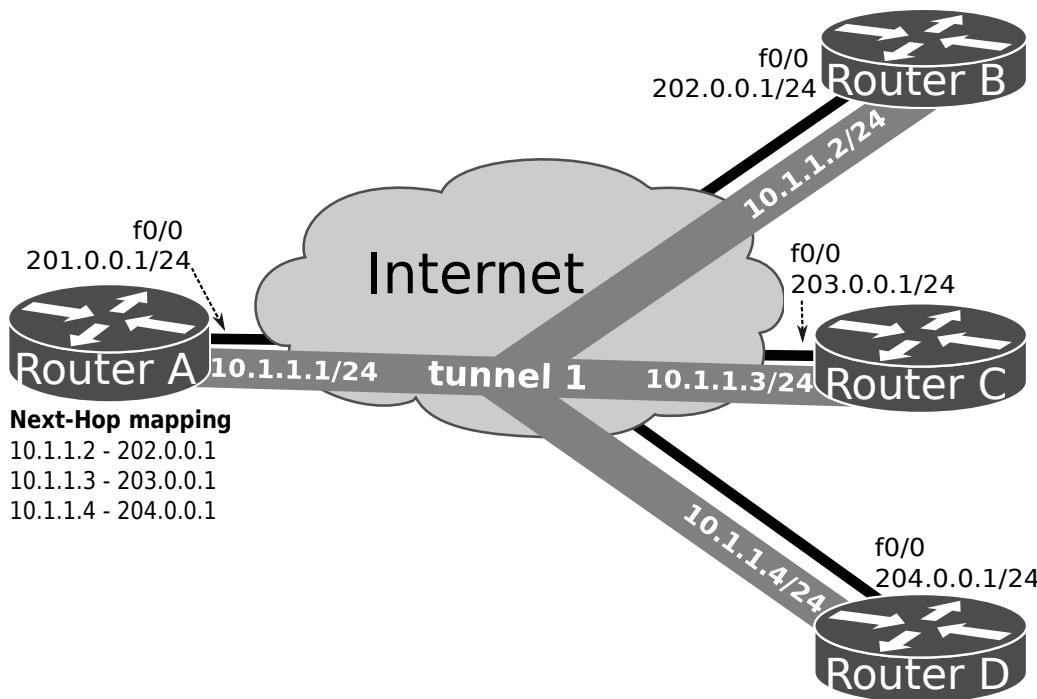 f0/0
202.0.0.1/24
Router B
10.1.1.2/24
f0/0
201.0.0.1/24
Internet
f0/0
203.0.0.1/24
Router A
10.1.1.1/24
tunnel 1
10.1.1.3/24
Router C
Next-Hop mapping
10.1.1.2 - 202.0.0.1
10.1.1.3 - 203.0.0.1
10.1.1.4 - 204.0.0.1
10.1.1.4/24
f0/0
204.0.0.1/24
Router D